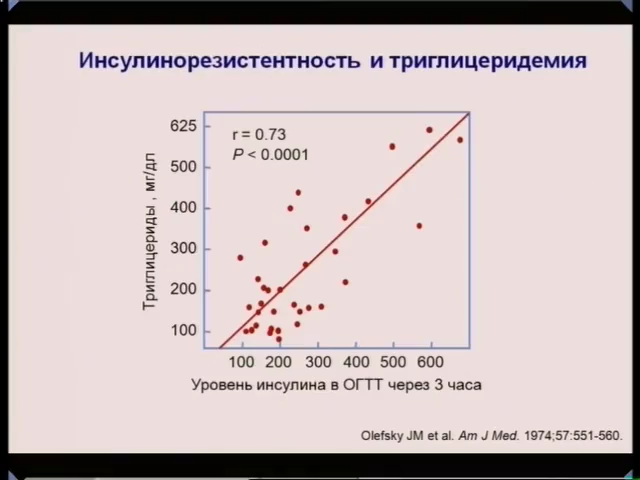 Инсулинорезистентность и триглицеридемия
r = 0.73
P < 0.0001
Триглицериды , мг/дл
625
500
400
300
200
100
100 200 300 400 500 600
Уровень инсулина в ОГТТ через 3 часа
Olefsky JM et al. Am J Med. 1974;57:551-560.